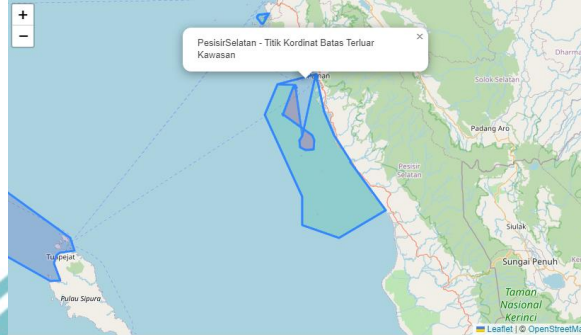 +
−
PesisirSelatan - Titik Kordinat Batas Terluar
Kawasan
×
Dharma
Solok Selatan
Padang Aro
Pesisir
Selatan
Siulak
Sungai Penuh
Tuapejat
Pulau Sipura
Taman
Nasional
Kerinci
Leaflet | © OpenStreetMa